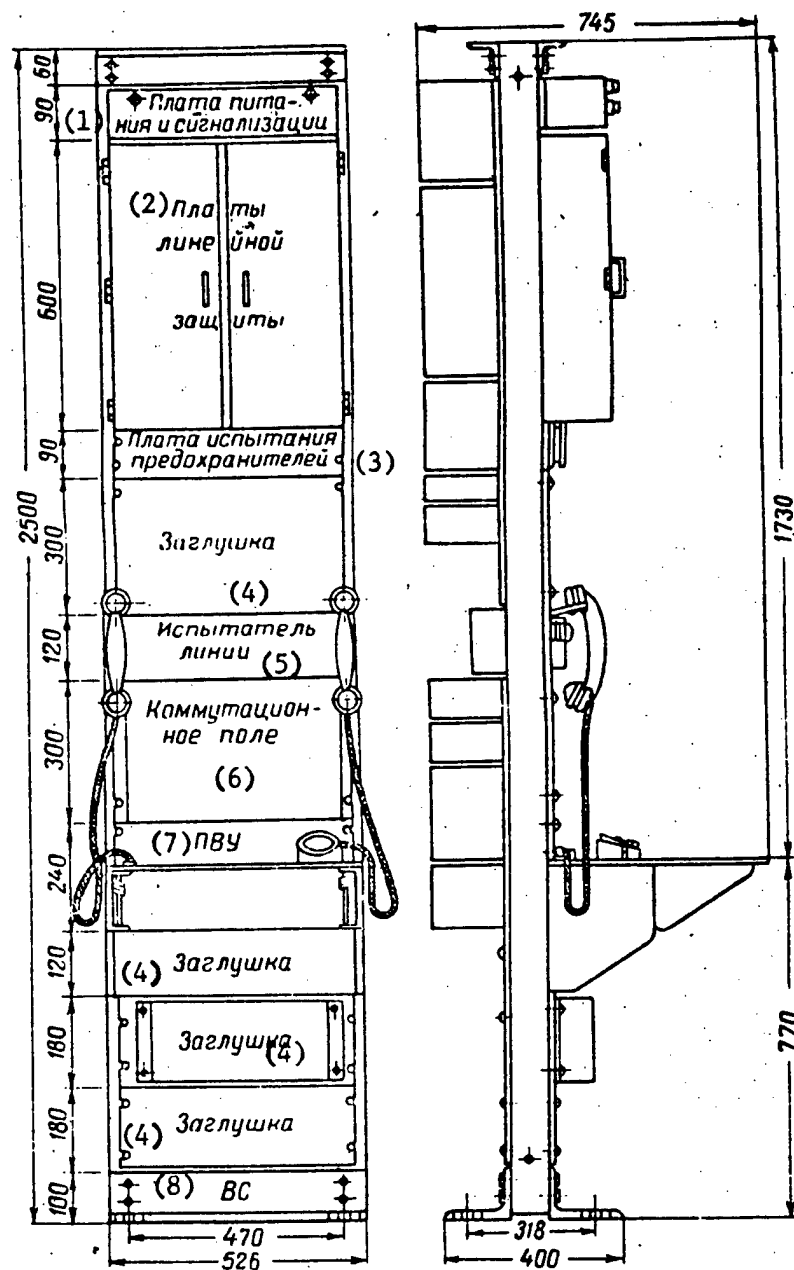 745
60
90
(1)
Плата пита-
ния и сигнализации
(2) Платы
линейной
защиты
600
90
Плата испытания
предохранителей
(3)
2500
300
Заглушка
(4)
1730
120
Испытатель
линии
(5)
300
Коммутацион-
ное поле
(6)
240
(7) ПВУ
120
(4) Заглушка
180
Заглушка
(4)
770
180
Заглушка
(4)
100
(8)
ВС
470
526
318
400